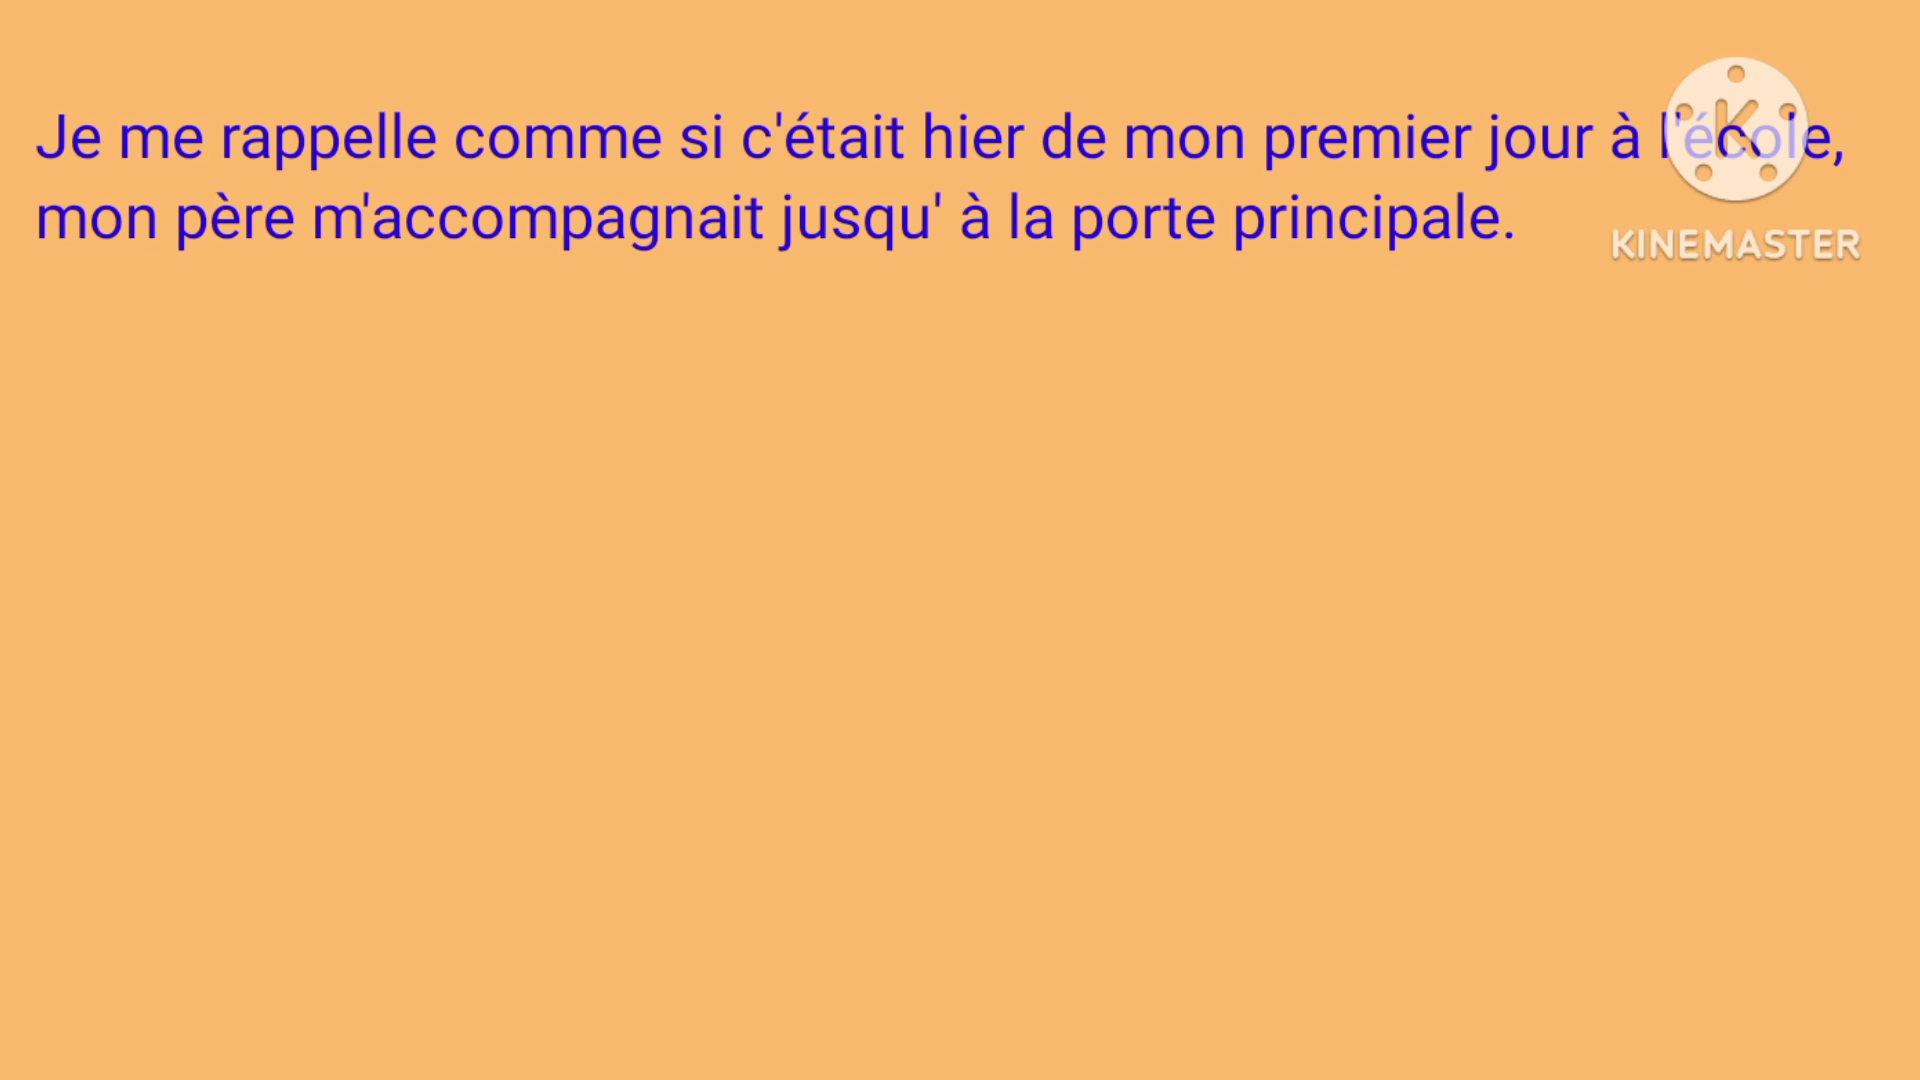 Je me rappelle comme si c'était hier de mon premier jour à l'école,
mon père m'accompagnait jusqu' à la porte principale.
KINEMASTER